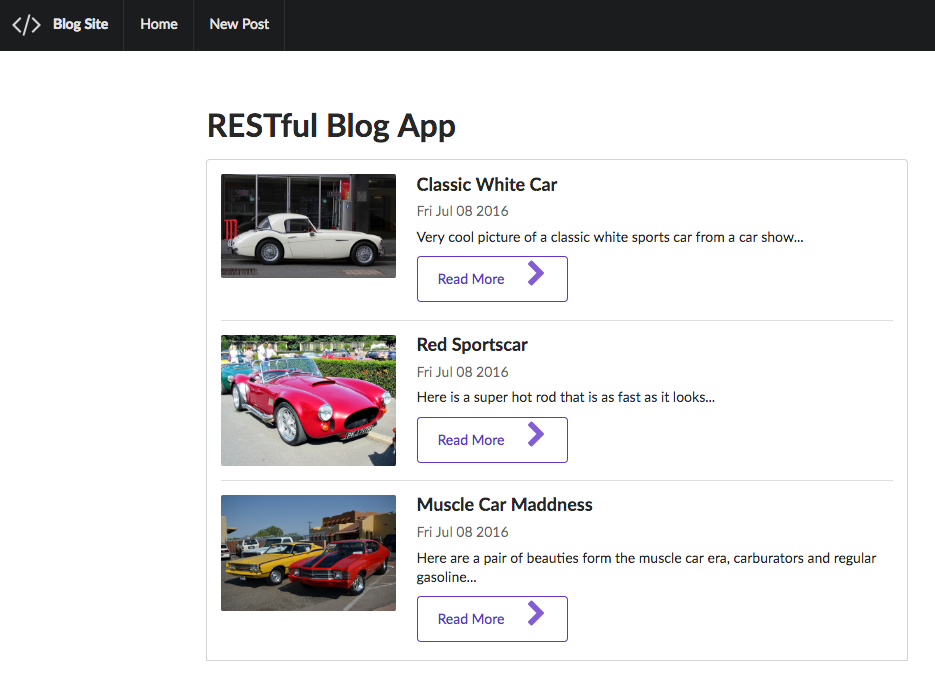 </> Blog Site Home New Post
RESTful Blog App
Classic White Car
Fri Jul 08 2016
Very cool picture of a classic white sports car from a car show...
Read More
Red Sportscar
Fri Jul 08 2016
Here is a super hot rod that is as fast as it looks...
Read More
Muscle Car Maddness
Fri Jul 08 2016
Here are a pair of beauties form the muscle car era, carburators and regular
gasoline...
Read More